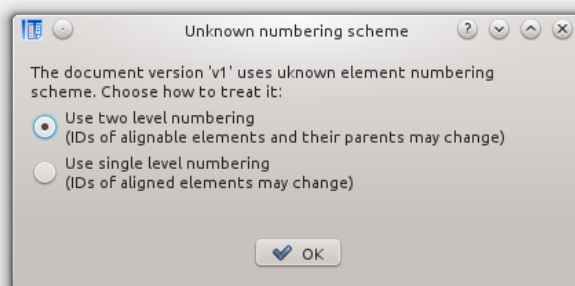 Unknown numbering scheme
The document version 'v1' uses uknown element numbering
scheme. Choose how to treat it:
Use two level numbering
(IDs of alignable elements and their parents may change)
Use single level numbering
(IDs of aligned elements may change)
OK